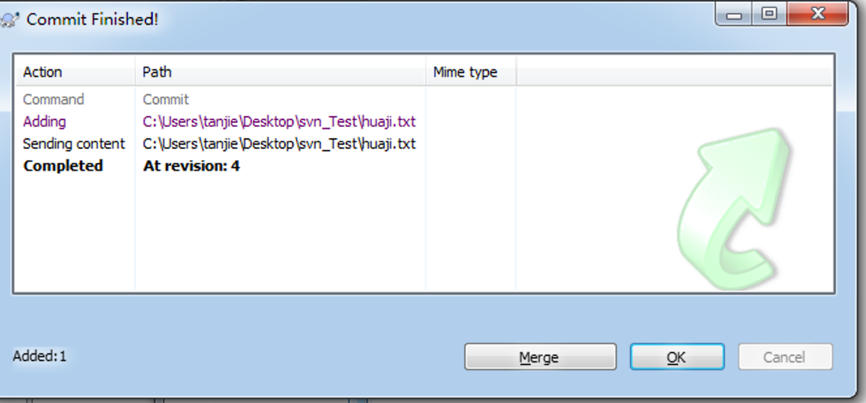 Commit Finished!
Action Path Mime type
Command Commit
Adding C:\Users\tanjie\Desktop\svn_Test\huaji.txt
Sending content C:\Users\tanjie\Desktop\svn_Test\huaji.txt
Completed At revision: 4
Added:1 Merge OK Cancel